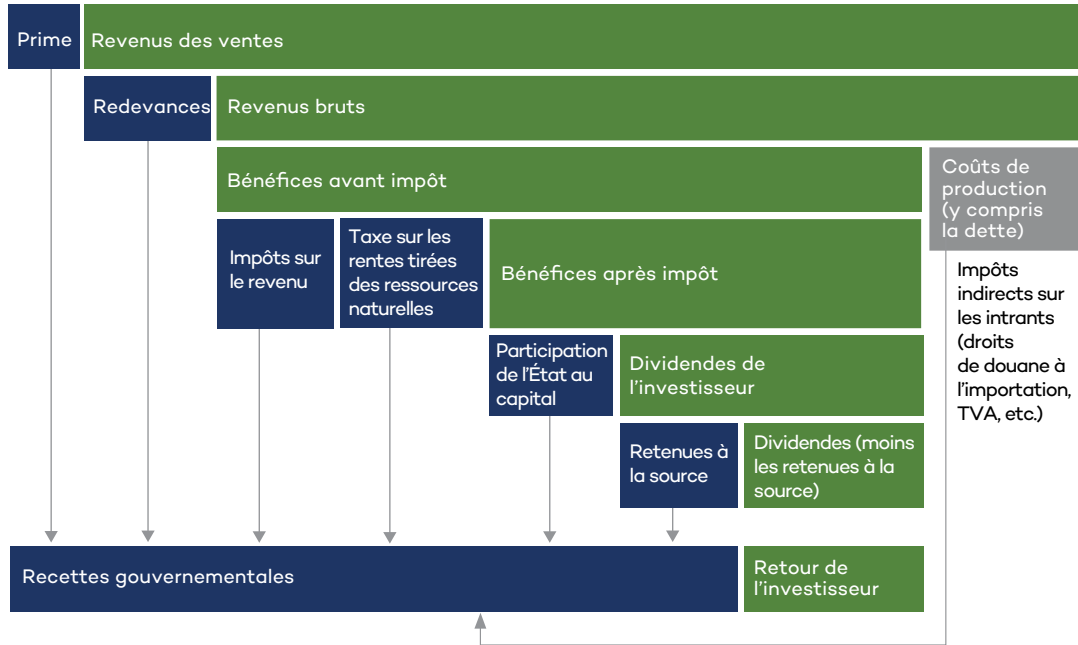 Prime
Revenus des ventes
Redevances
Revenus bruts
Bénéfices avant impôt
Coûts de
production
(y compris
la dette)
Impôts sur
le revenu
Taxe sur les
rentes tirées
des ressources
naturelles
Bénéfices après impôt
Impôts
indirects sur
les intrants
(droits
de douane à
l'importation,
TVA, etc.)
Participation
de l'État au
capital
Dividendes de
l'investisseur
Retenues à
la source
Dividendes (moins
les retenues à la
source)
Recettes gouvernementales
Retour de
l'investisseur